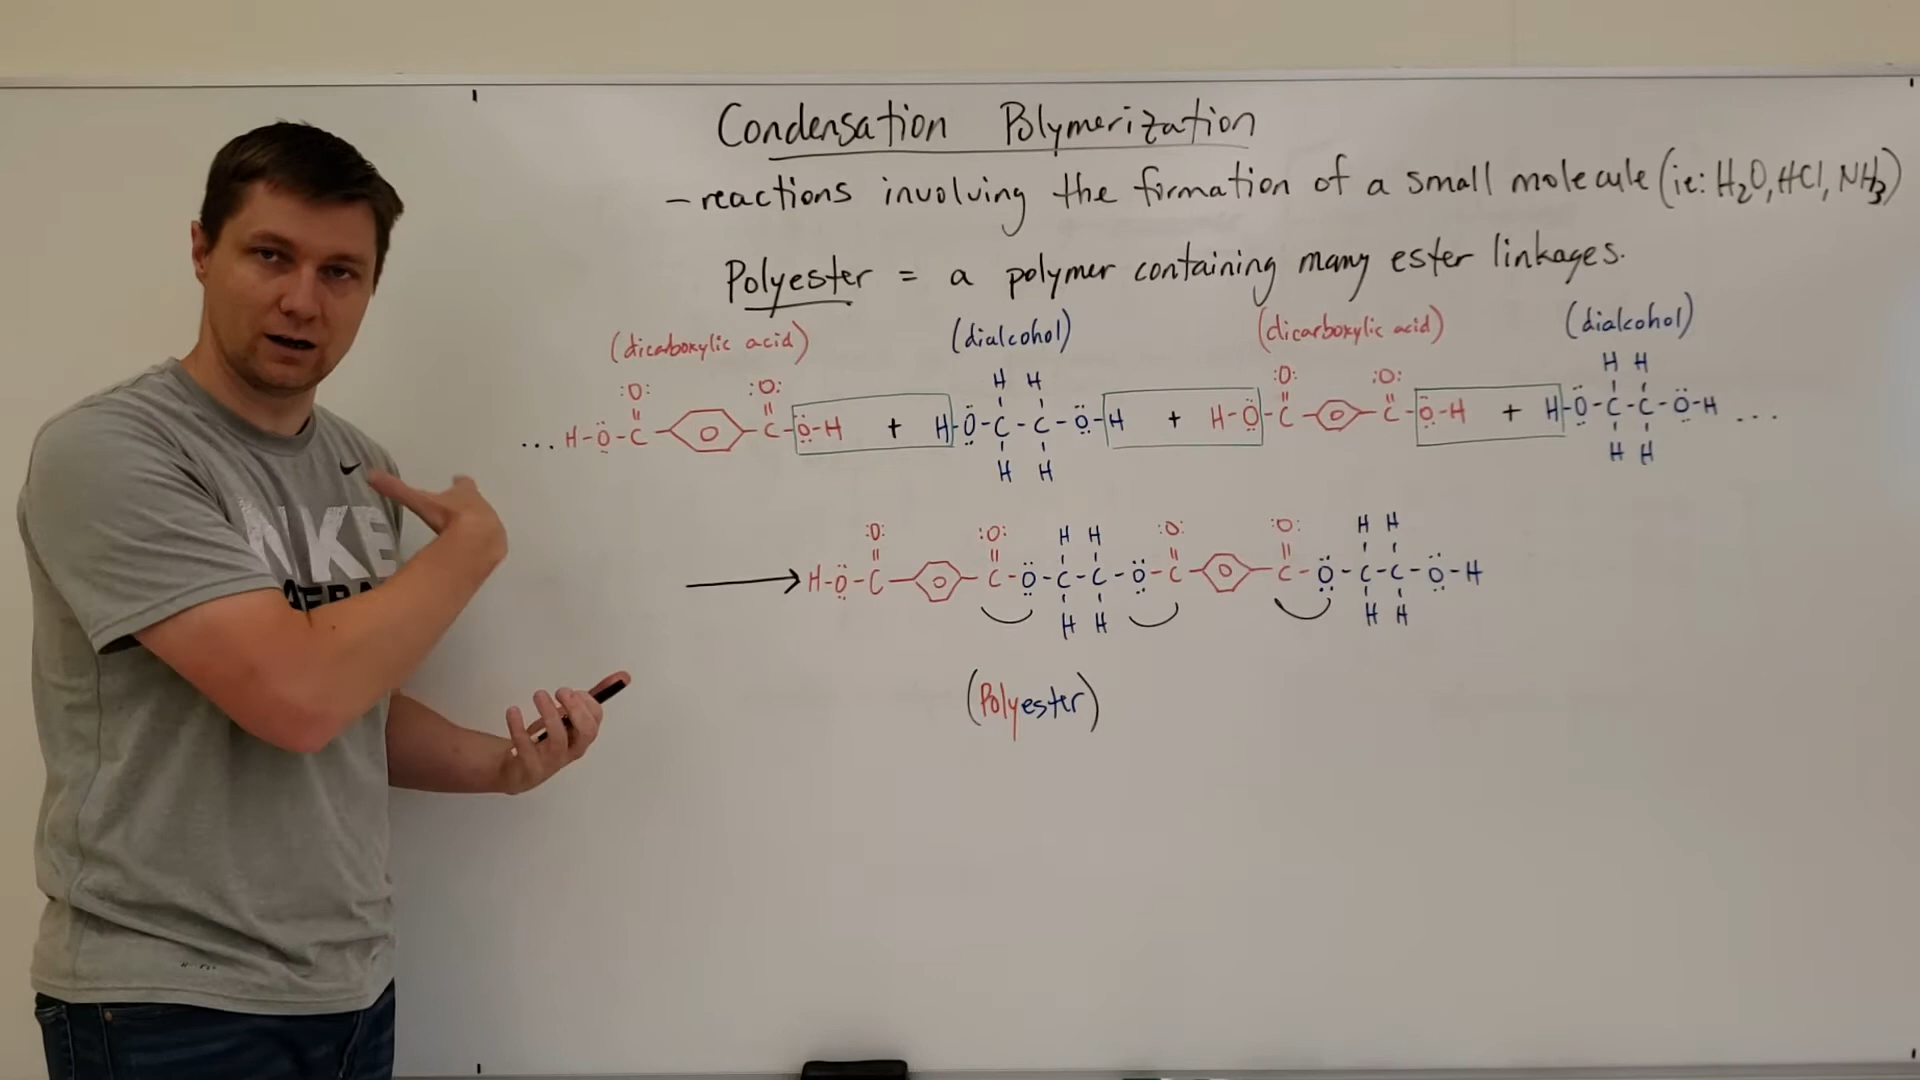 Condensation Polymerization
- reactions involving the formation of a small molecule (ie: H₂O, HCl, NH₃)
Polyester = a polymer containing many ester linkages.
(dicarboxylic acid) (dialcohol) (dicarboxylic acid) (dialcohol)
:O: :O: H H :O: :O: H H
... H-O-C C-O-H + H-O-C-C-O-H + H-O-C C-O-H + H-O-C-C-O-H ...
H H H H
:O: :O: H H :O: :O: H H
→ H-O-C C-O-C-C-O-C C-O-C-C-O-H
H H H H
(Polyester)
NKE